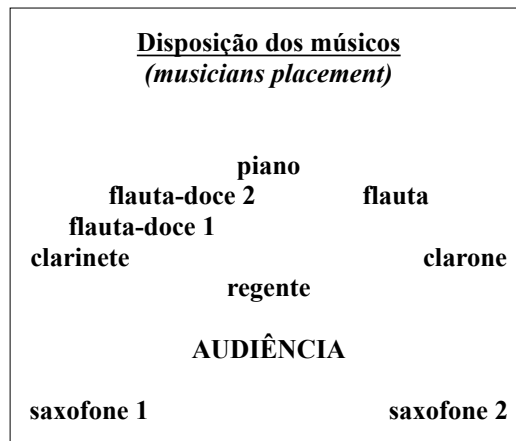 Disposição dos músicos
(musicians placement)
piano
flauta-doce 2 flauta
flauta-doce 1
clarinete clarone
regente
AUDIÊNCIA
saxofone 1 saxofone 2